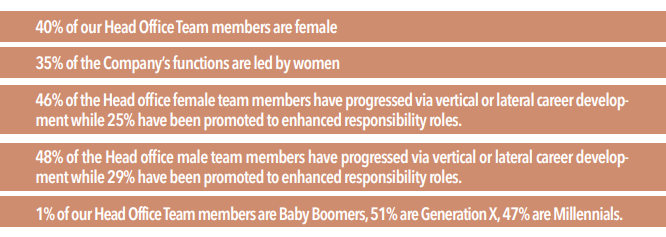 40% of our Head Office Team members are female
35% of the Company's functions are led by women
46% of the Head office female team members have progressed via vertical or lateral career develop-
ment while 25% have been promoted to enhanced responsibility roles.
48% of the Head office male team members have progressed via vertical or lateral career develop-
ment while 29% have been promoted to enhanced responsibility roles.
1% of our Head Office Team members are Baby Boomers, 51% are Generation X, 47% are Millennials.